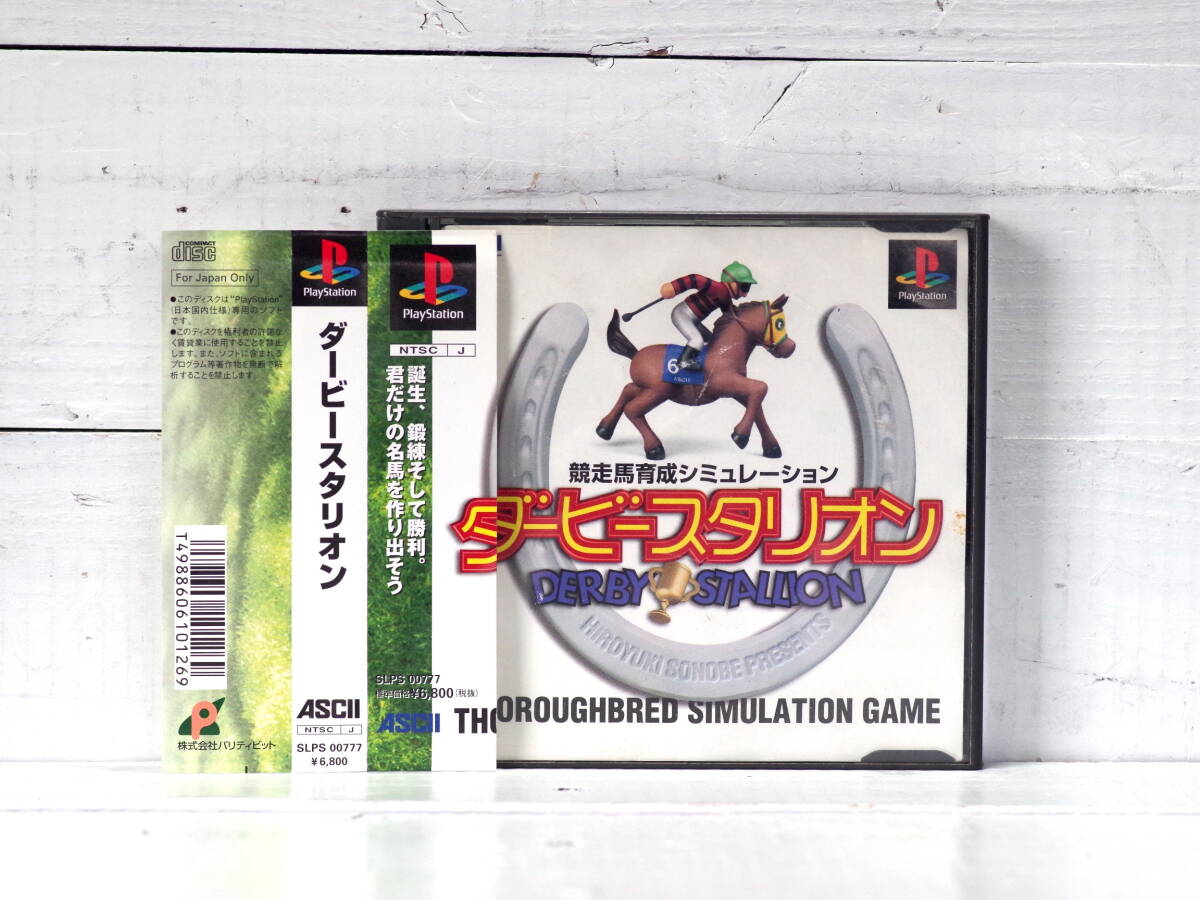 COMPACT
disc
For Japan Only
●このディスクは“PlayStation”
(日本国内仕様)専用のソフト
です。
●このディスクを権利者の許諾な
く賃貸業に使用することを禁止
します。また、ソフトに含まれる
プログラム等著作物を無断で解
析することを禁止します。
T4988606101269
株式会社パリティビット
PlayStation
ダービースタリオン
ASCII
NTSC J
SLPS 00777
¥6,800
PlayStation
NTSC J
誕生、鍛練そして勝利。
君だけの名馬を作り出そう
SLPS 00777
標準価格¥6,800(税抜)
ASCII
PlayStation
6
ASCII
競走馬育成シミュレーション
ダービースタリオン
DERBY STALLION
HIROYUKI SONOBE PRESENTS
THOROUGHBRED SIMULATION GAME